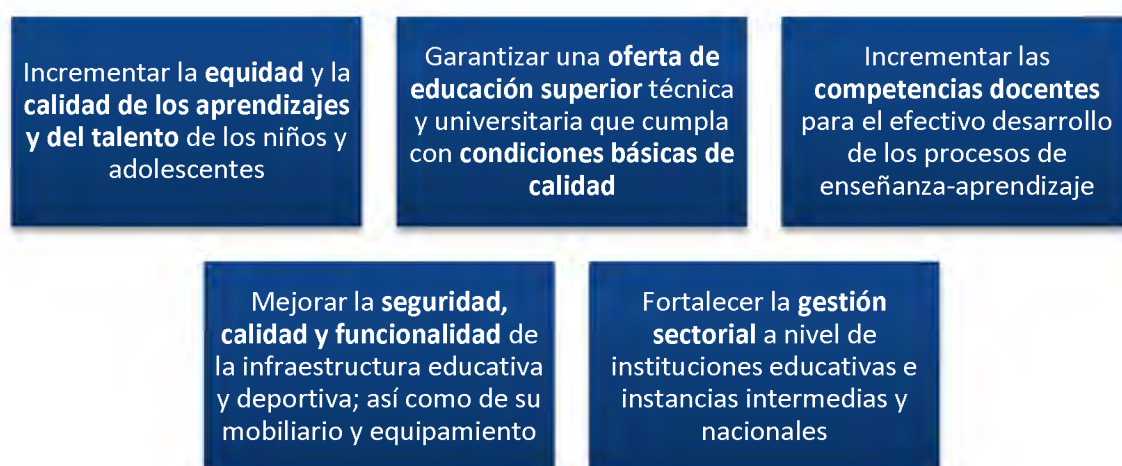 Incrementar la equidad y la
calidad de los aprendizajes
y del talento de los niños y
adolescentes
Garantizar una oferta de
educación superior técnica
y universitaria que cumpla
con condiciones básicas de
calidad
Incrementar las
competencias docentes
para el efectivo desarrollo
de los procesos de
enseñanza-aprendizaje
Mejorar la seguridad,
calidad y funcionalidad de
la infraestructura educativa
y deportiva; así como de su
mobiliario y equipamiento
Fortalecer la gestión
sectorial a nivel de
instituciones educativas e
instancias intermedias y
nacionales